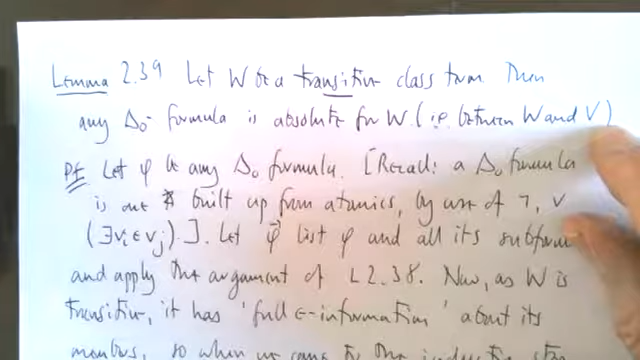 Lemma 2.39 Let W be a transitive class term. Then
any Δ₀- formula is absolute for W (i.e. between W and V)
Pf Let φ be any Δ₀ formula. [Recall: a Δ₀ formula
is one built up from atomics, by use of ¬, ∨
(∃vᵢ ∈ vⱼ).]. Let φ⃗ list φ and all its subform
and apply the argument of L2.38. Now, as W is
transitive, it has 'full ∈-information' about its
members, so when we come to the inductive